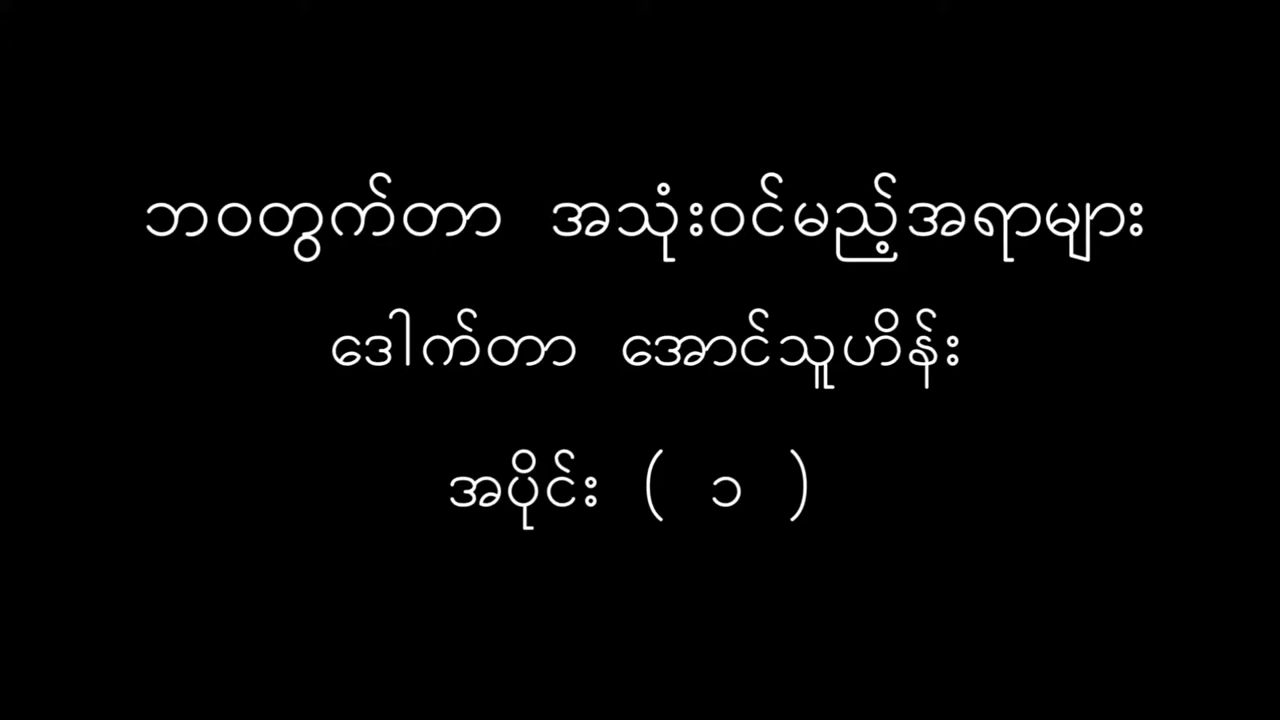 ဘဝတွက်တာ အသုံးဝင်မည့်အရာများ
ဒေါက်တာ အောင်သူဟိန်း
အပိုင်း ( ၁ )